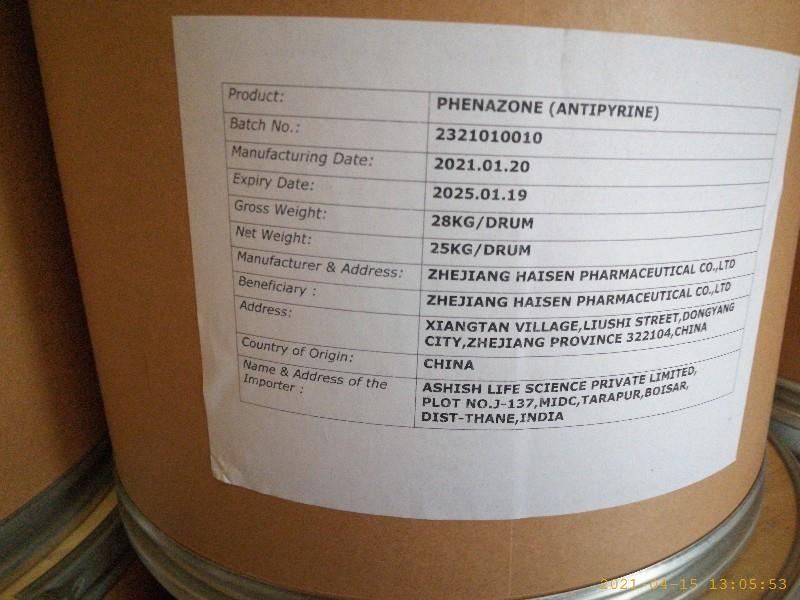 Product: PHENAZONE (ANTIPYRINE)
Batch No.: 2321010010
Manufacturing Date: 2021.01.20
Expiry Date: 2025.01.19
Gross Weight: 28KG/DRUM
Net Weight: 25KG/DRUM
Manufacturer & Address: ZHEJIANG HAISEN PHARMACEUTICAL CO.,LTD
Beneficiary : ZHEJIANG HAISEN PHARMACEUTICAL CO.,LTD
Address: XIANGTAN VILLAGE,LIUSHI STREET,DONGYANG
CITY,ZHEJIANG PROVINCE 322104,CHINA
Country of Origin: CHINA
Name & Address of the ASHISH LIFE SCIENCE PRIVATE LIMITED,
Importer : PLOT NO.J-137,MIDC,TARAPUR,BOISAR,
DIST-THANE,INDIA
2021-04-15 13:05:53